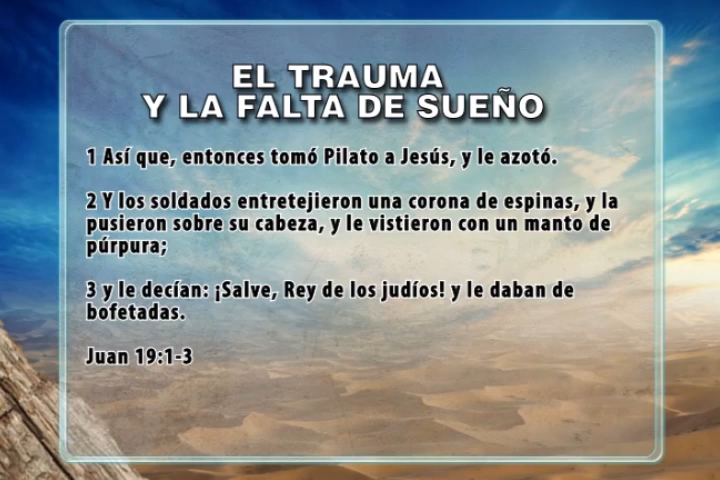 EL TRAUMA
Y LA FALTA DE SUEÑO
1 Así que, entonces tomó Pilato a Jesús, y le azotó.
2 Y los soldados entretejieron una corona de espinas, y la
pusieron sobre su cabeza, y le vistieron con un manto de
púrpura;
3 y le decían: ¡Salve, Rey de los judíos! y le daban de
bofetadas.
Juan 19:1-3